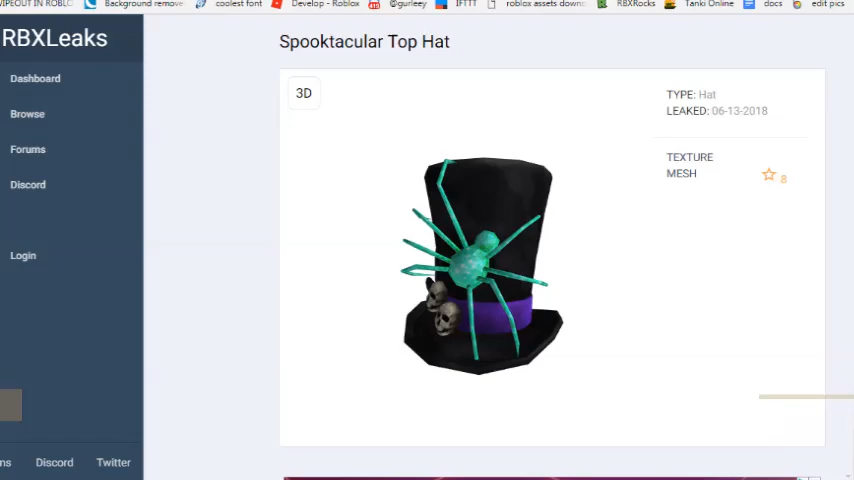 WIPEOUT IN ROBLO Background remove coolest font Develop - Roblox @gurleey IFTTT roblox assets downc RBXRocks Tanki Online docs edit pics
RBXLeaks
Spooktacular Top Hat
Dashboard
3D
TYPE: Hat
LEAKED: 06-13-2018
Browse
Forums
TEXTURE
MESH
8
Discord
Login
ns Discord Twitter